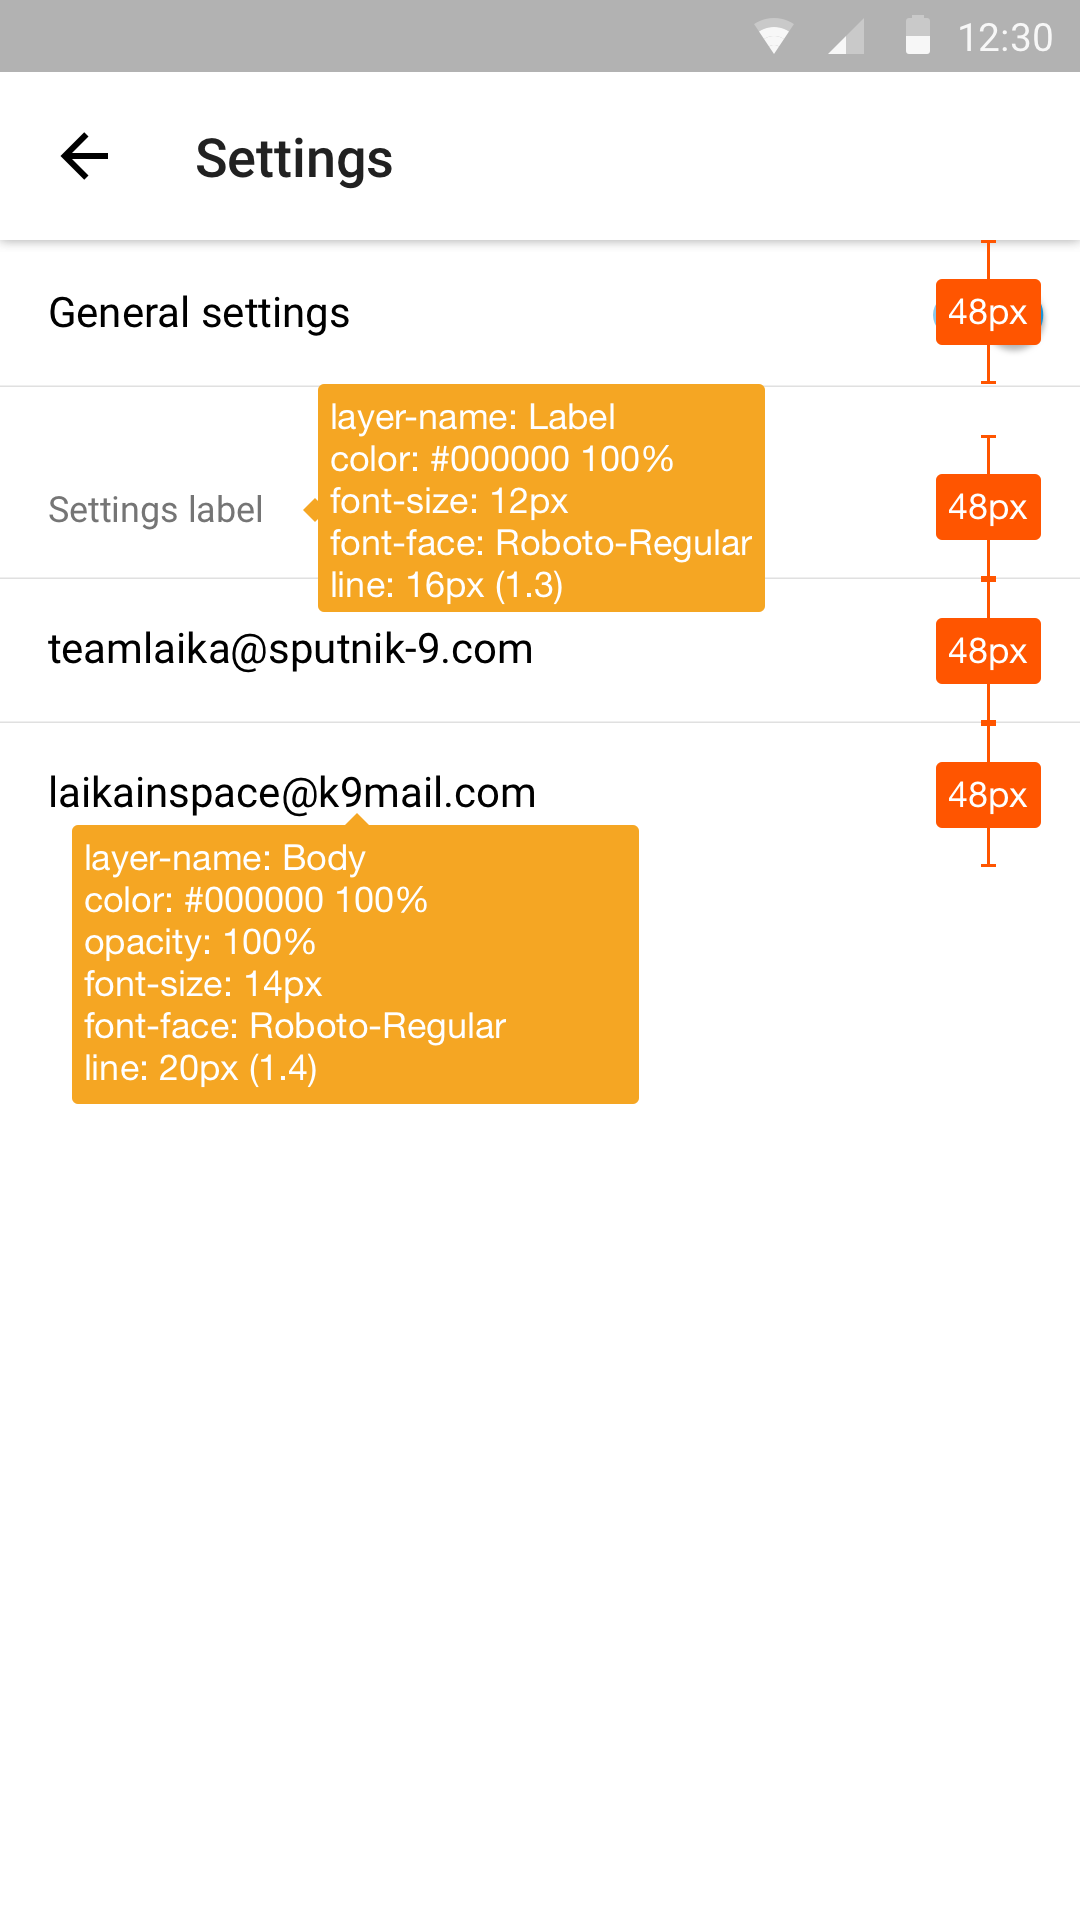 12:30
Settings
General settings
48px
layer-name: Label
color: #000000 100%
font-size: 12px
font-face: Roboto-Regular
line: 16px (1.3)
Settings label
48px
teamlaika@sputnik-9.com
48px
laikainspace@k9mail.com
48px
layer-name: Body
color: #000000 100%
opacity: 100%
font-size: 14px
font-face: Roboto-Regular
line: 20px (1.4)